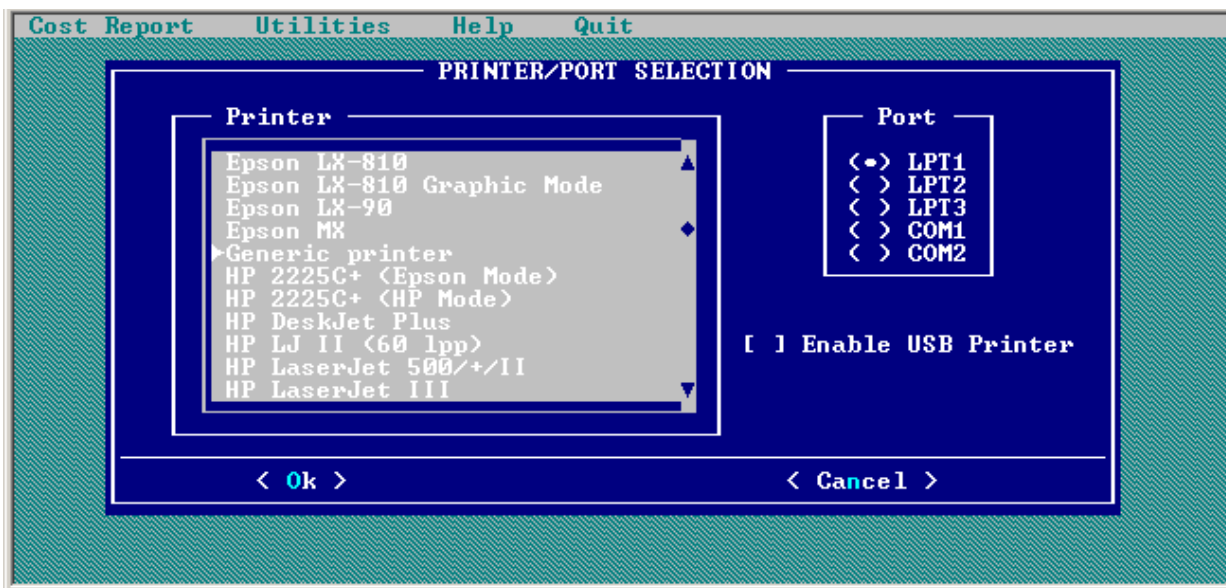 Cost Report Utilities Help Quit
PRINTER/PORT SELECTION
Printer
Epson LX-810
Epson LX-810 Graphic Mode
Epson LX-90
Epson MX
Generic printer
HP 2225C+ (Epson Mode)
HP 2225C+ (HP Mode)
HP DeskJet Plus
HP LJ II (60 lpp)
HP LaserJet 500/+/II
HP LaserJet III
Port
(•) LPT1
( ) LPT2
( ) LPT3
( ) COM1
( ) COM2
[ ] Enable USB Printer
< Ok >
< Cancel >